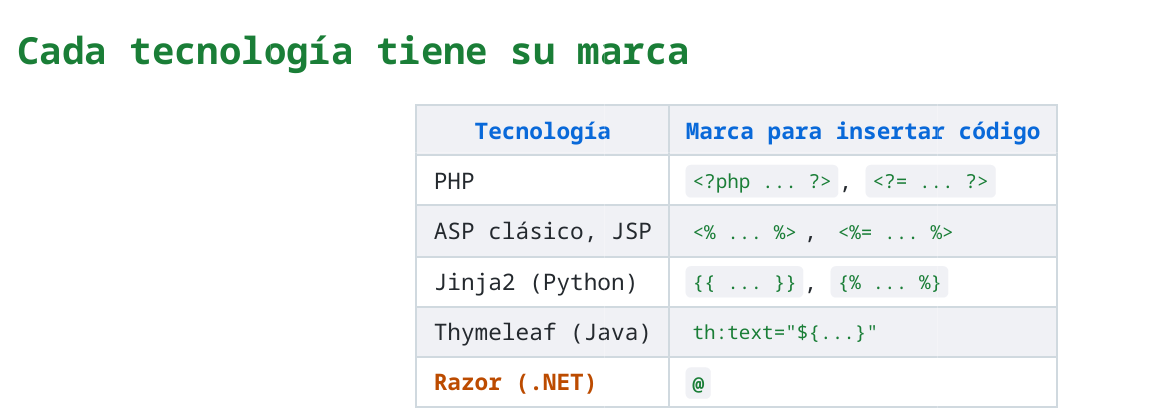 Cada tecnología tiene su marca
Tecnología Marca para insertar código
PHP <?php ... ?>, <?= ... ?>
ASP clásico, JSP <% ... %>, <%= ... %>
Jinja2 (Python) {{ ... }}, {% ... %}
Thymeleaf (Java) th:text="${...}"
Razor (.NET) @